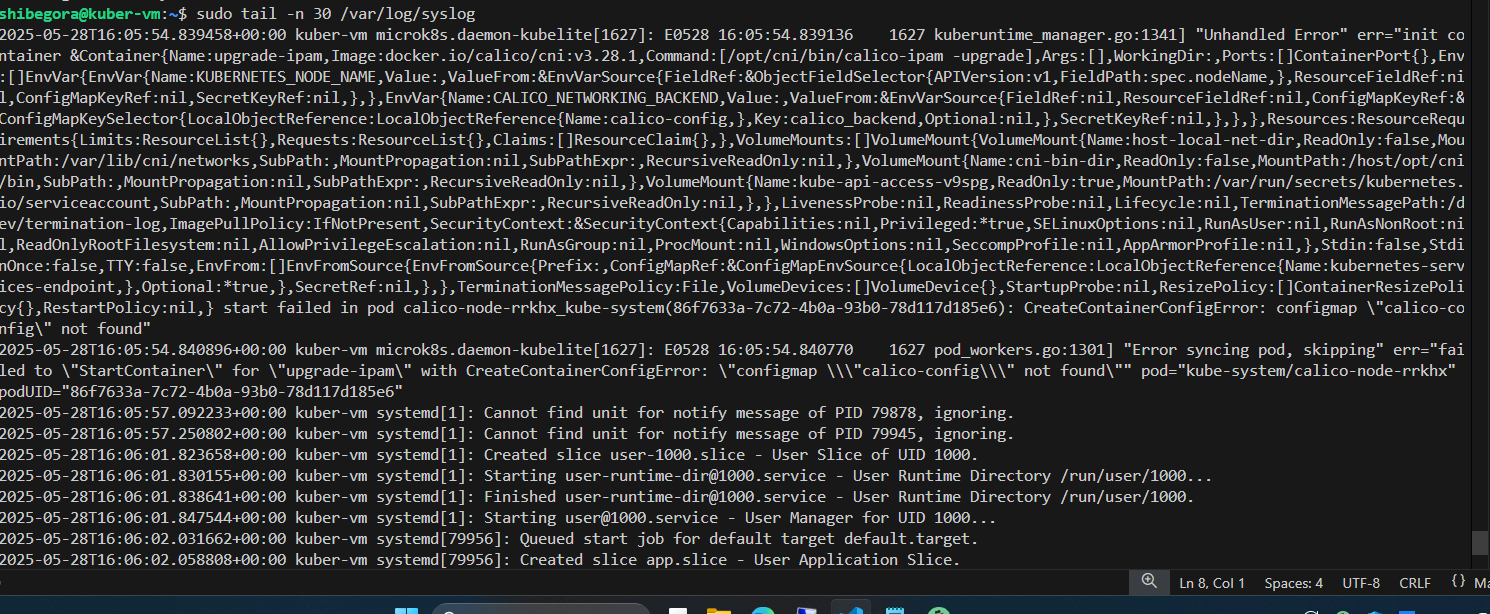 shibegora@kuber-vm:~$ sudo tail -n 30 /var/log/syslog
2025-05-28T16:05:54.839458+00:00 kuber-vm microk8s.daemon-kubelite[1627]: E0528 16:05:54.839136    1627 kuberuntime_manager.go:1341] "Unhandled Error" err="init co
ntainer &Container{Name:upgrade-ipam,Image:docker.io/calico/cni:v3.28.1,Command:[/opt/cni/bin/calico-ipam -upgrade],Args:[],WorkingDir:,Ports:[]ContainerPort{},Env
:[]EnvVar{EnvVar{Name:KUBERNETES_NODE_NAME,Value:,ValueFrom:&EnvVarSource{FieldRef:&ObjectFieldSelector{APIVersion:v1,FieldPath:spec.nodeName,},ResourceFieldRef:ni
l,ConfigMapKeyRef:nil,SecretKeyRef:nil,},},EnvVar{Name:CALICO_NETWORKING_BACKEND,Value:,ValueFrom:&EnvVarSource{FieldRef:nil,ResourceFieldRef:nil,ConfigMapKeyRef:&
ConfigMapKeySelector{LocalObjectReference:LocalObjectReference{Name:calico-config,},Key:calico_backend,Optional:nil,},SecretKeyRef:nil,},},},Resources:ResourceRequ
irements{Limits:ResourceList{},Requests:ResourceList{},Claims:[]ResourceClaim{},},VolumeMounts:[]VolumeMount{VolumeMount{Name:host-local-net-dir,ReadOnly:false,Mou
ntPath:/var/lib/cni/networks,SubPath:,MountPropagation:nil,SubPathExpr:,RecursiveReadOnly:nil,},VolumeMount{Name:cni-bin-dir,ReadOnly:false,MountPath:/host/opt/cni
/bin,SubPath:,MountPropagation:nil,SubPathExpr:,RecursiveReadOnly:nil,},VolumeMount{Name:kube-api-access-v9spg,ReadOnly:true,MountPath:/var/run/secrets/kubernetes.
io/serviceaccount,SubPath:,MountPropagation:nil,SubPathExpr:,RecursiveReadOnly:nil,},},LivenessProbe:nil,ReadinessProbe:nil,Lifecycle:nil,TerminationMessagePath:/d
ev/termination-log,ImagePullPolicy:IfNotPresent,SecurityContext:&SecurityContext{Capabilities:nil,Privileged:*true,SELinuxOptions:nil,RunAsUser:nil,RunAsNonRoot:ni
l,ReadOnlyRootFilesystem:nil,AllowPrivilegeEscalation:nil,RunAsGroup:nil,ProcMount:nil,WindowsOptions:nil,SeccompProfile:nil,AppArmorProfile:nil,},Stdin:false,Stdi
nOnce:false,TTY:false,EnvFrom:[]EnvFromSource{EnvFromSource{Prefix:,ConfigMapRef:&ConfigMapEnvSource{LocalObjectReference:LocalObjectReference{Name:kubernetes-serv
ices-endpoint,},Optional:*true,},SecretRef:nil,},},TerminationMessagePolicy:File,VolumeDevices:[]VolumeDevice{},StartupProbe:nil,ResizePolicy:[]ContainerResizePoli
cy{},RestartPolicy:nil,} start failed in pod calico-node-rrkhx_kube-system(86f7633a-7c72-4b0a-93b0-78d117d185e6): CreateContainerConfigError: configmap \"calico-co
nfig\" not found"
2025-05-28T16:05:54.840896+00:00 kuber-vm microk8s.daemon-kubelite[1627]: E0528 16:05:54.840770    1627 pod_workers.go:1301] "Error syncing pod, skipping" err="fai
led to \"StartContainer\" for \"upgrade-ipam\" with CreateContainerConfigError: \"configmap \\\"calico-config\\\" not found\"" pod="kube-system/calico-node-rrkhx"
podUID="86f7633a-7c72-4b0a-93b0-78d117d185e6"
2025-05-28T16:05:57.092233+00:00 kuber-vm systemd[1]: Cannot find unit for notify message of PID 79878, ignoring.
2025-05-28T16:05:57.250802+00:00 kuber-vm systemd[1]: Cannot find unit for notify message of PID 79945, ignoring.
2025-05-28T16:06:01.823658+00:00 kuber-vm systemd[1]: Created slice user-1000.slice - User Slice of UID 1000.
2025-05-28T16:06:01.830155+00:00 kuber-vm systemd[1]: Starting user-runtime-dir@1000.service - User Runtime Directory /run/user/1000...
2025-05-28T16:06:01.838641+00:00 kuber-vm systemd[1]: Finished user-runtime-dir@1000.service - User Runtime Directory /run/user/1000.
2025-05-28T16:06:01.847544+00:00 kuber-vm systemd[1]: Starting user@1000.service - User Manager for UID 1000...
2025-05-28T16:06:02.031662+00:00 kuber-vm systemd[79956]: Queued start job for default target default.target.
2025-05-28T16:06:02.058808+00:00 kuber-vm systemd[79956]: Created slice app.slice - User Application Slice.
Ln 8, Col 1 Spaces: 4 UTF-8 CRLF {} Ma